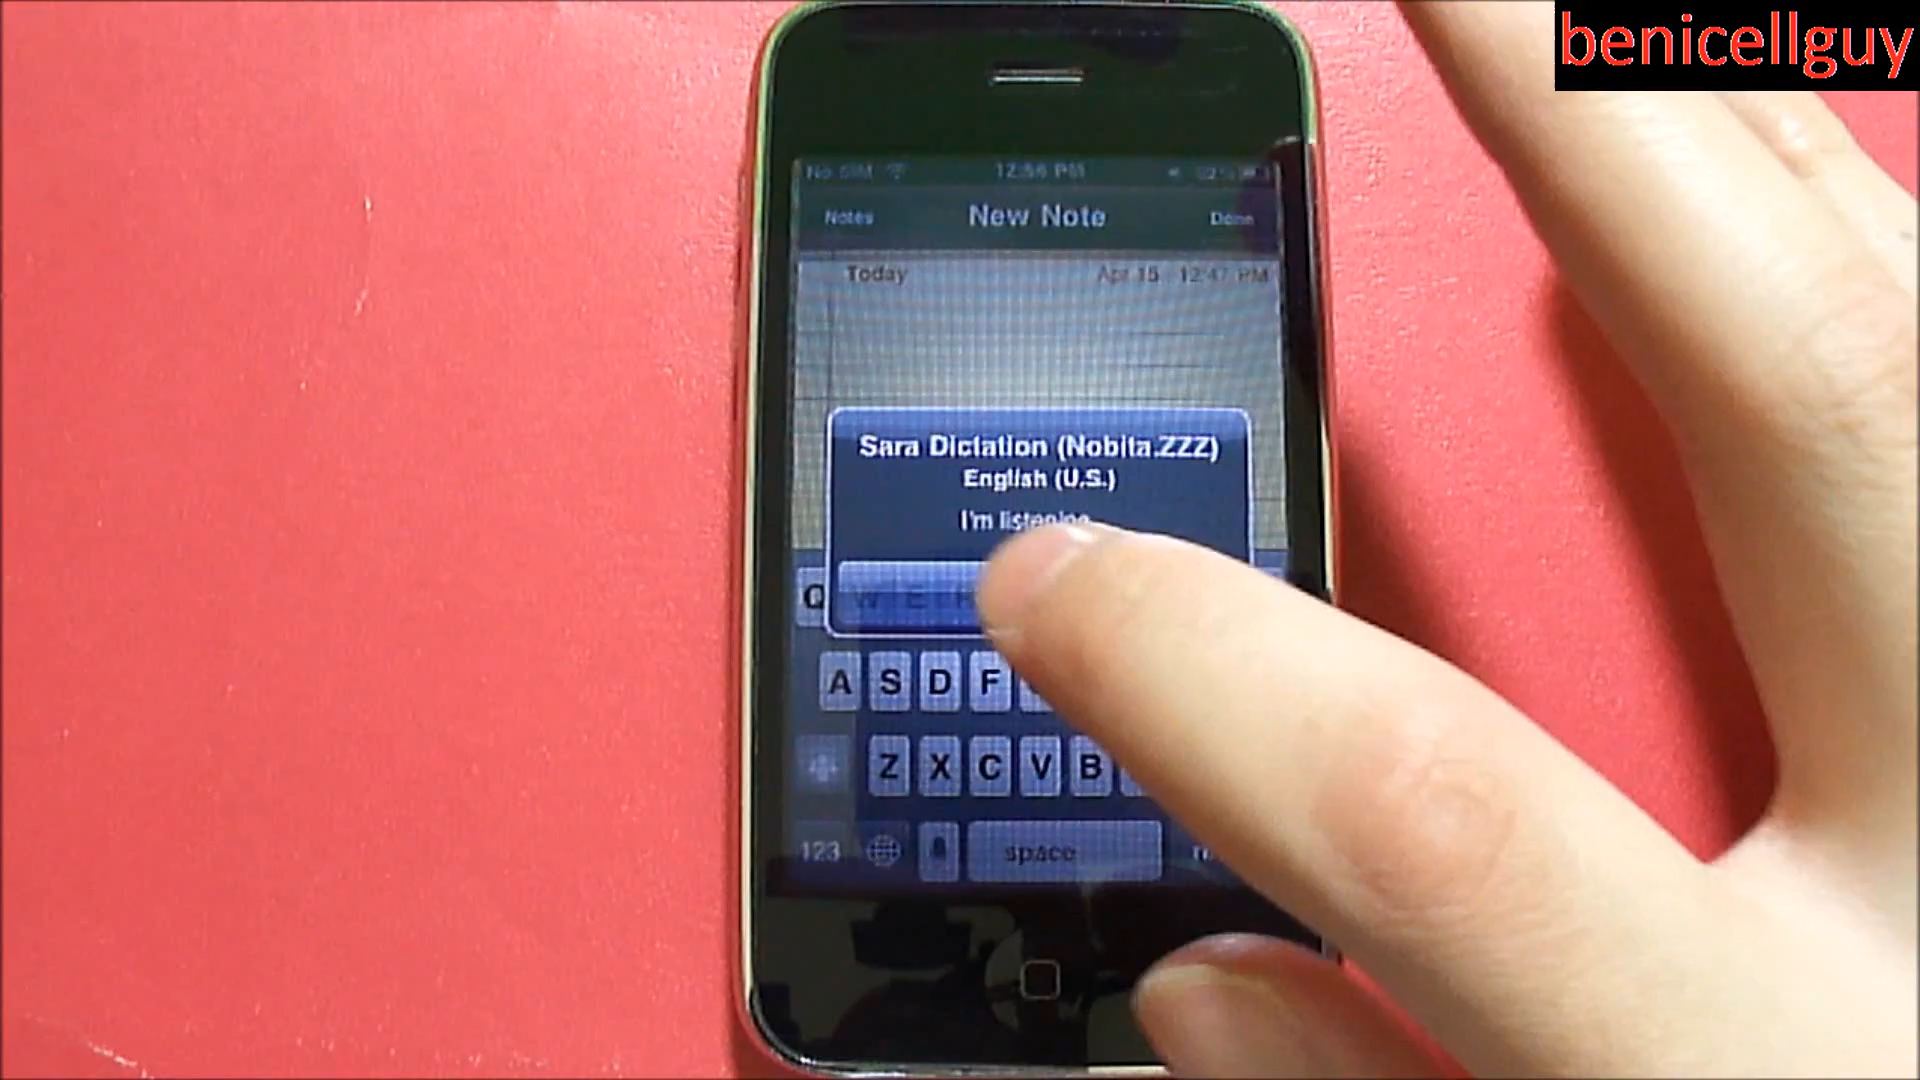 benicellguy
No SIM 12:56 PM
Notes New Note Done
Today Apr 15 12:47 PM
Sara Dictation (Nobita.ZZZ)
English (U.S.)
I'm listening
Q W E R
A S D F
Z X C V B
123 space